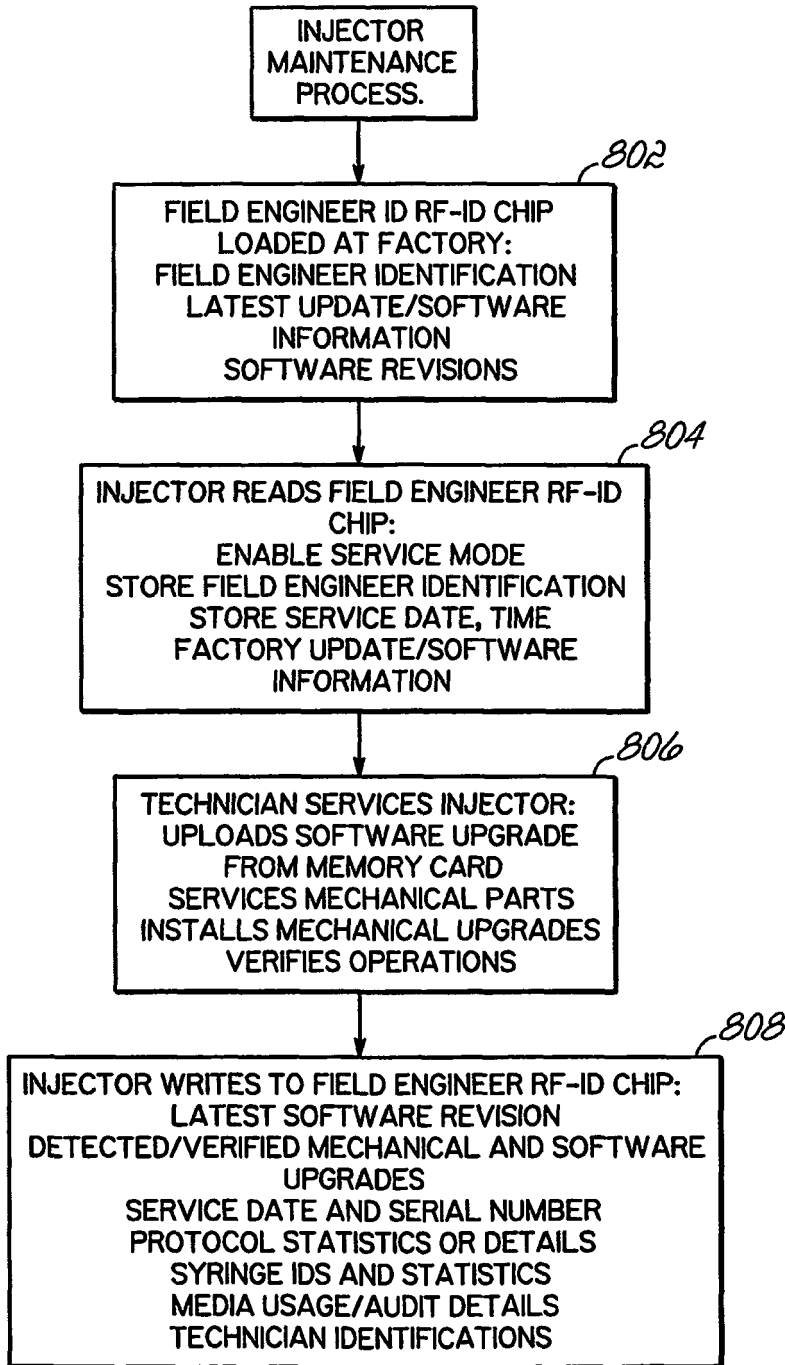 INJECTOR
MAINTENANCE
PROCESS.
802
FIELD ENGINEER ID RF-ID CHIP
LOADED AT FACTORY:
FIELD ENGINEER IDENTIFICATION
LATEST UPDATE/SOFTWARE
INFORMATION
SOFTWARE REVISIONS
804
INJECTOR READS FIELD ENGINEER RF-ID
CHIP:
ENABLE SERVICE MODE
STORE FIELD ENGINEER IDENTIFICATION
STORE SERVICE DATE, TIME
FACTORY UPDATE/SOFTWARE
INFORMATION
806
TECHNICIAN SERVICES INJECTOR:
UPLOADS SOFTWARE UPGRADE
FROM MEMORY CARD
SERVICES MECHANICAL PARTS
INSTALLS MECHANICAL UPGRADES
VERIFIES OPERATIONS
808
INJECTOR WRITES TO FIELD ENGINEER RF-ID CHIP:
LATEST SOFTWARE REVISION
DETECTED/VERIFIED MECHANICAL AND SOFTWARE
UPGRADES
SERVICE DATE AND SERIAL NUMBER
PROTOCOL STATISTICS OR DETAILS
SYRINGE IDS AND STATISTICS
MEDIA USAGE/AUDIT DETAILS
TECHNICIAN IDENTIFICATIONS